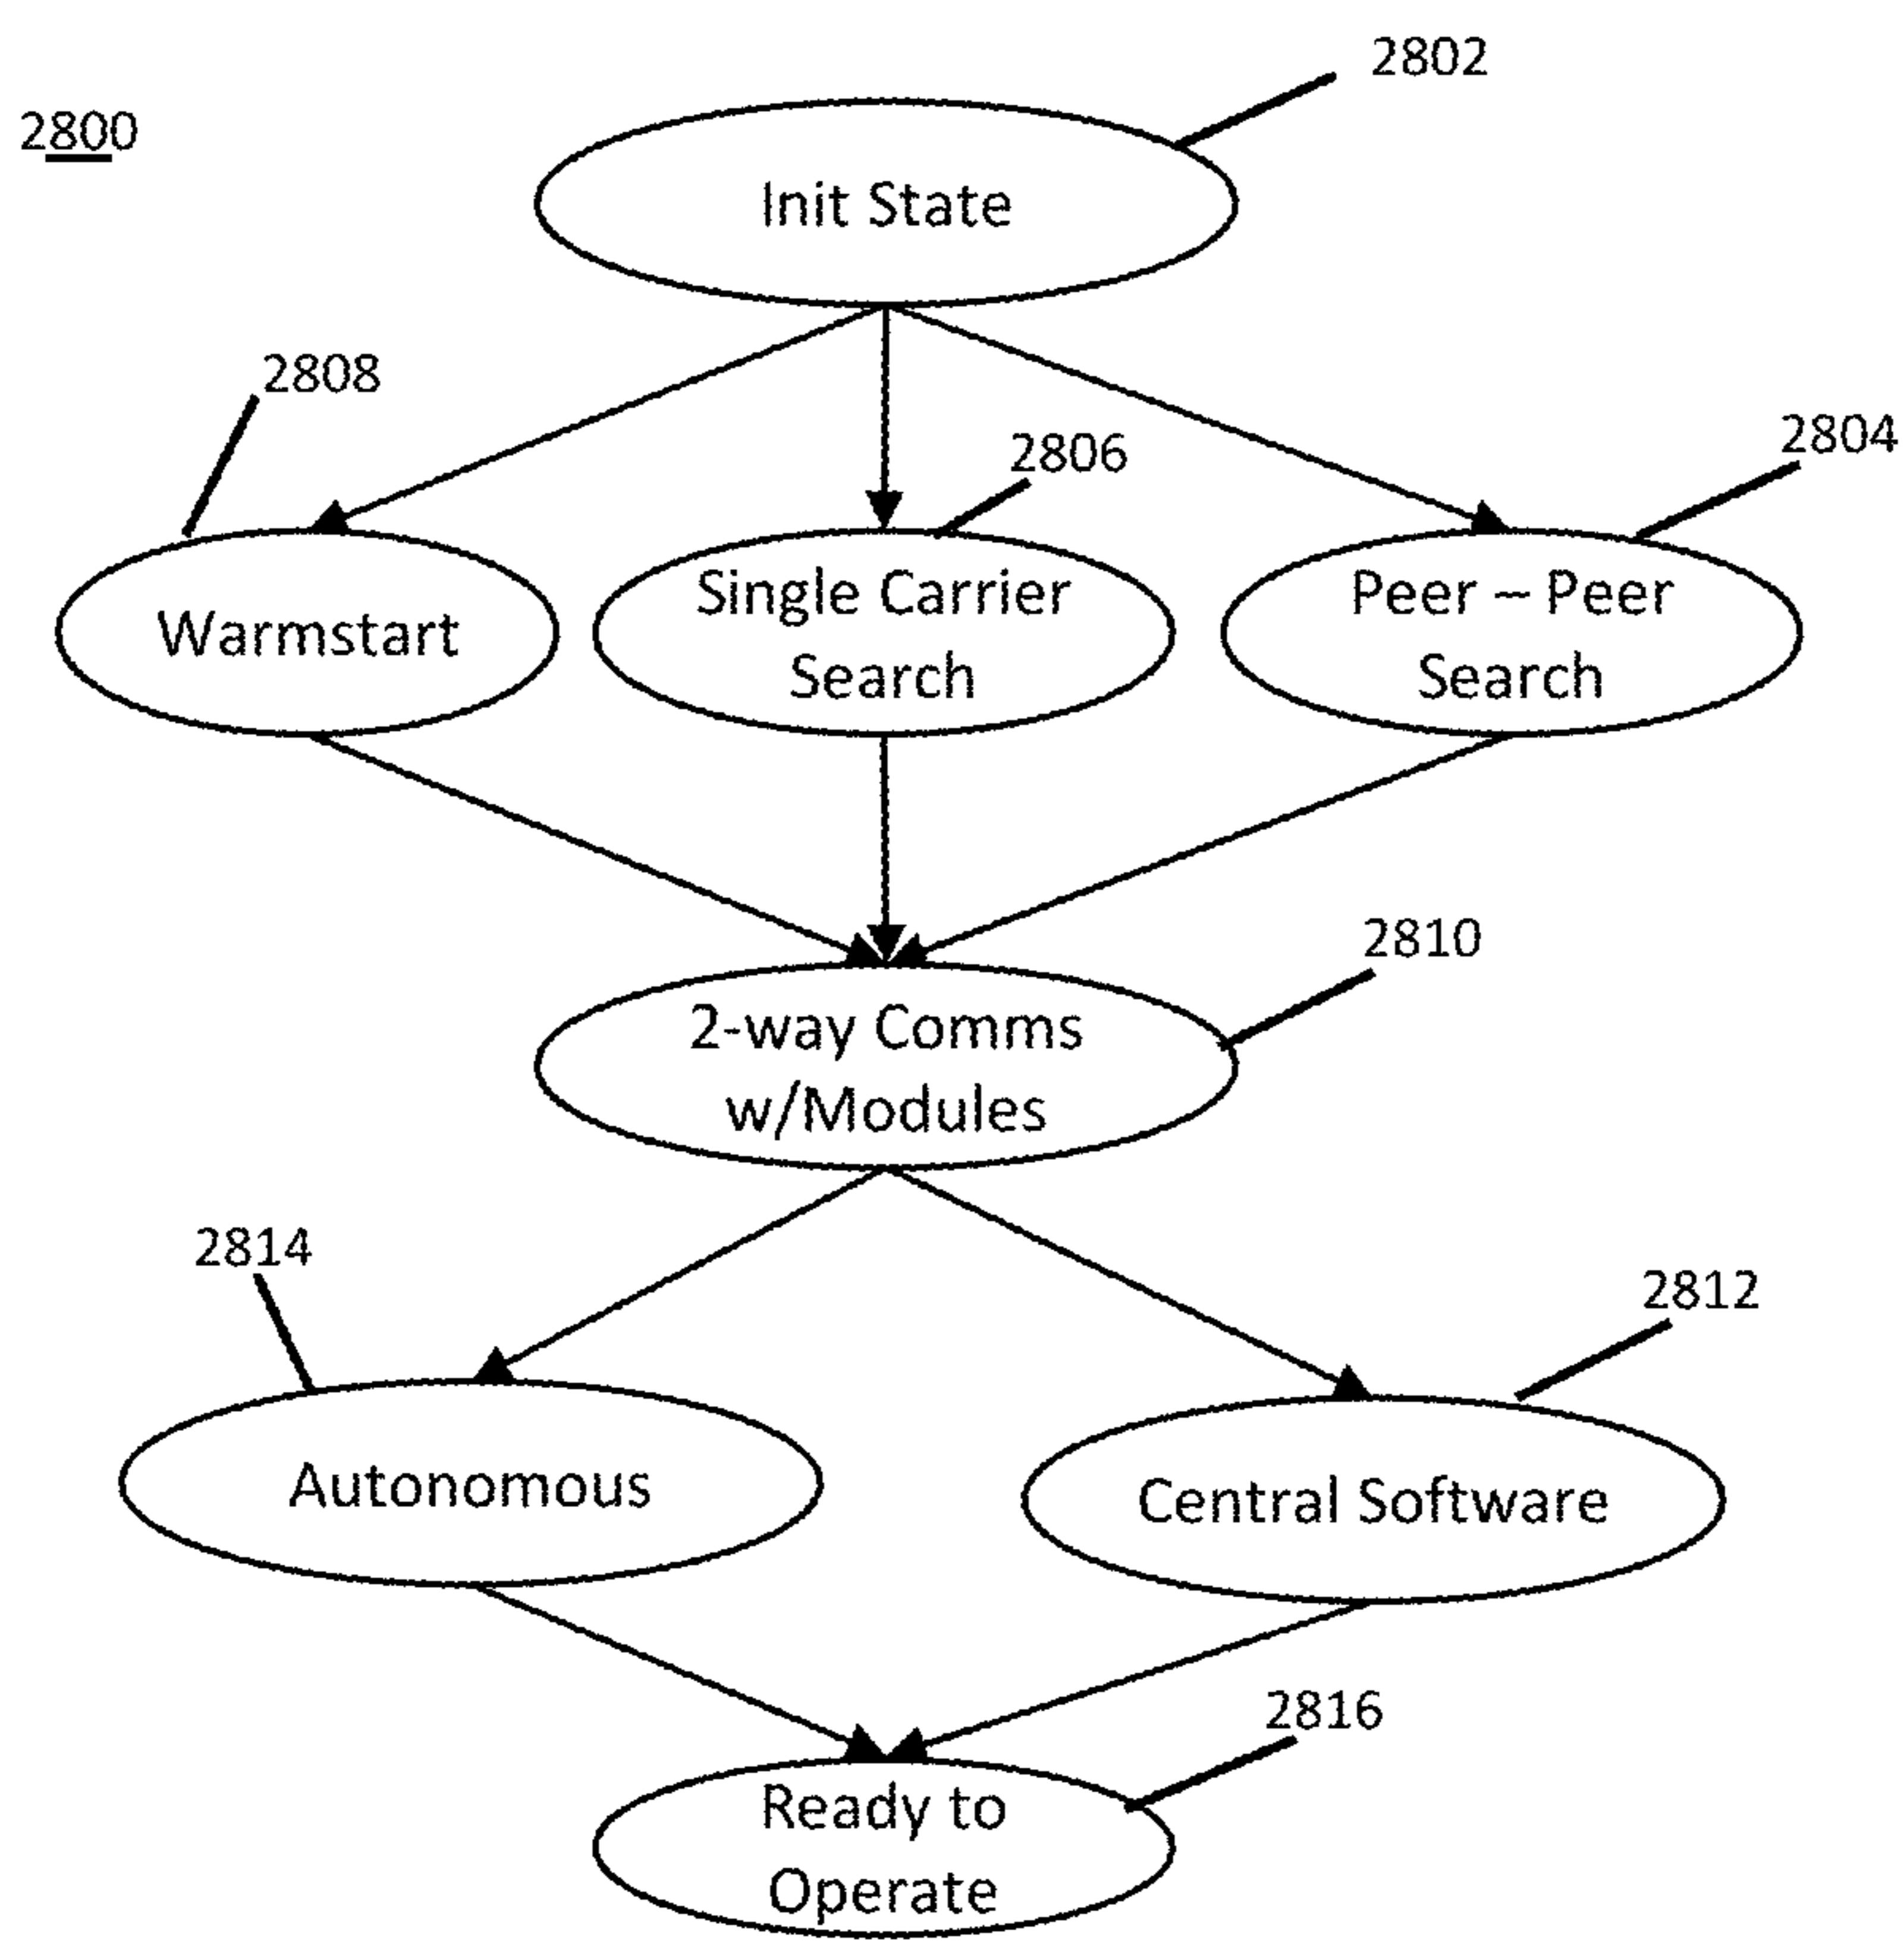 2802
2800
Init State
2808
2806
2804
Warmstart
Single Carrier
Search
Peer – Peer
Search
2810
2-way Comms
w/Modules
2814
2812
Autonomous
Central Software
2816
Ready to
Operate